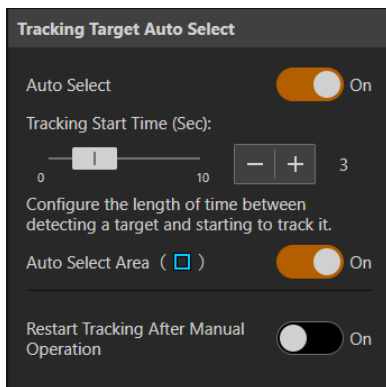 Tracking Target Auto Select
Auto Select
On
Tracking Start Time (Sec):
0
10
− | +
3
Configure the length of time between
detecting a target and starting to track it.
Auto Select Area ( )
On
Restart Tracking After Manual
Operation
On